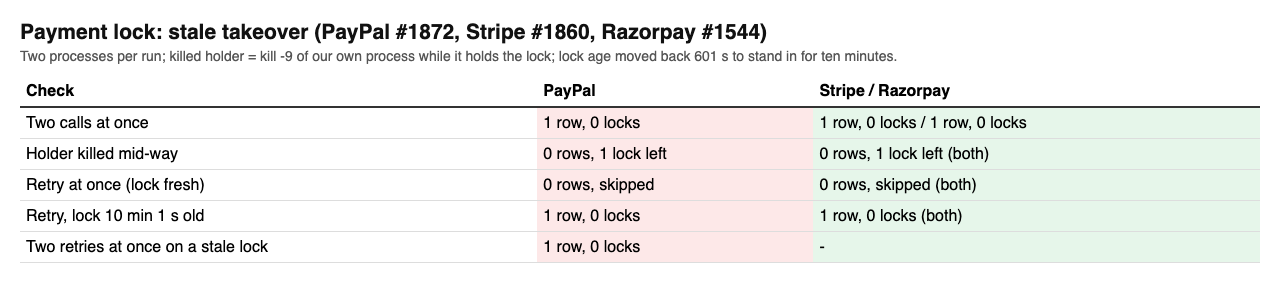 Payment lock: stale takeover (PayPal #1872, Stripe #1860, Razorpay #1544)
Two processes per run; killed holder = kill -9 of our own process while it holds the lock; lock age moved back 601 s to stand in for ten minutes.
Check PayPal Stripe / Razorpay
Two calls at once 1 row, 0 locks 1 row, 0 locks / 1 row, 0 locks
Holder killed mid-way 0 rows, 1 lock left 0 rows, 1 lock left (both)
Retry at once (lock fresh) 0 rows, skipped 0 rows, skipped (both)
Retry, lock 10 min 1 s old 1 row, 0 locks 1 row, 0 locks (both)
Two retries at once on a stale lock 1 row, 0 locks -